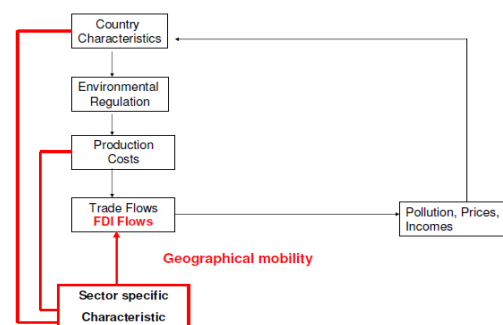 Country
Characteristics
Environmental
Regulation
Production
Costs
Trade Flows
FDI Flows
Pollution, Prices,
Incomes
Geographical mobility
Sector specific
Characteristic